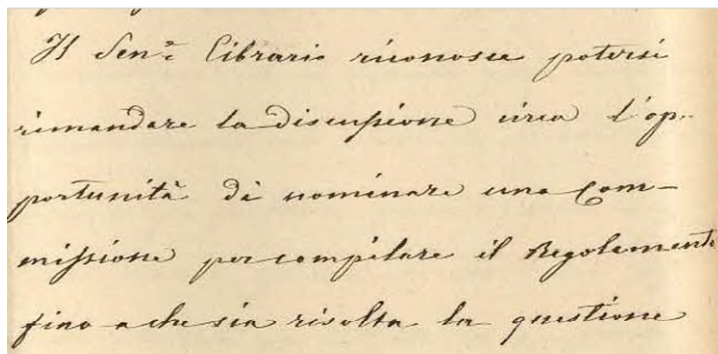 Il Sen.e Cibrario riconosce potersi
rimandare la discussione circa l'op-
portunità di nominare una Com-
missione per compilare il Regolamento
fino a che sia risolta la questione